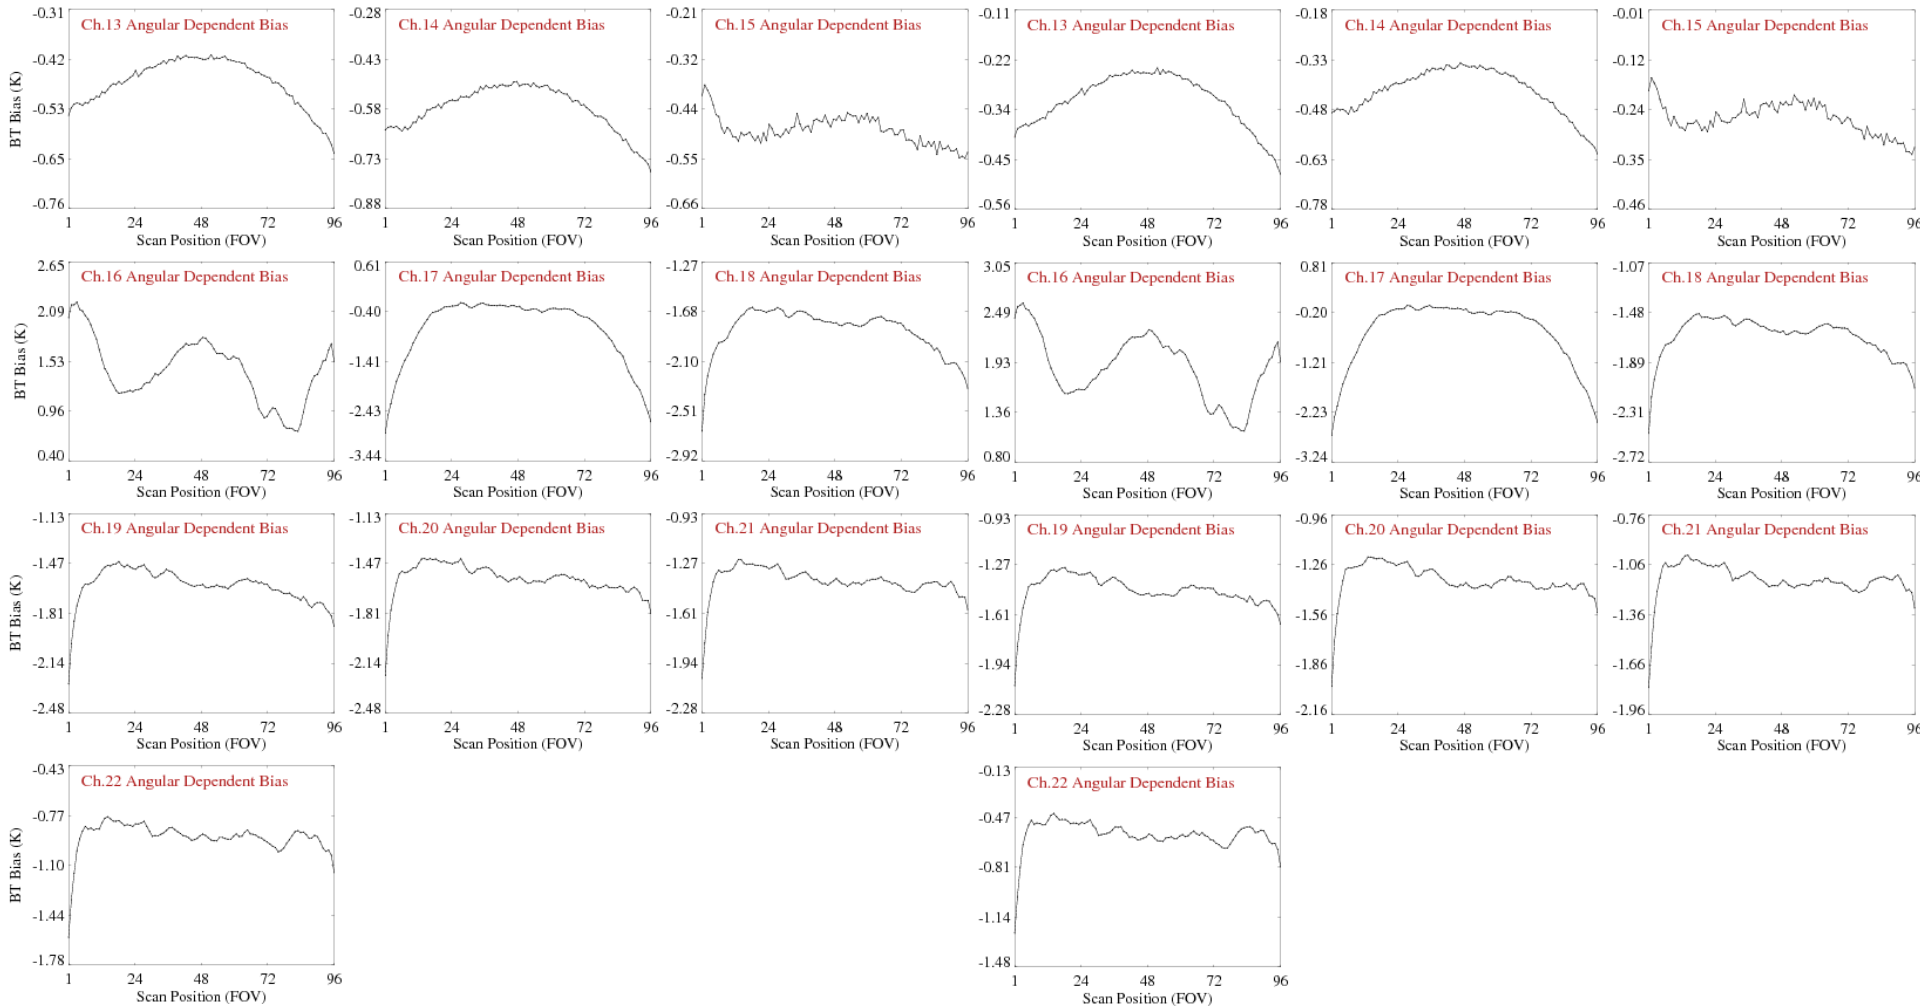 -0.31
Ch.13 Angular Dependent Bias
-0.42
-0.53
-0.65
-0.76
BT Bias (K)
1 24 48 72 96
Scan Position (FOV)
-0.28
Ch.14 Angular Dependent Bias
-0.43
-0.58
-0.73
-0.88
1 24 48 72 96
Scan Position (FOV)
-0.21
Ch.15 Angular Dependent Bias
-0.32
-0.44
-0.55
-0.66
1 24 48 72 96
Scan Position (FOV)
-0.11
Ch.13 Angular Dependent Bias
-0.22
-0.34
-0.45
-0.56
1 24 48 72 96
Scan Position (FOV)
-0.18
Ch.14 Angular Dependent Bias
-0.33
-0.48
-0.63
-0.78
1 24 48 72 96
Scan Position (FOV)
-0.01
Ch.15 Angular Dependent Bias
-0.12
-0.24
-0.35
-0.46
1 24 48 72 96
Scan Position (FOV)
2.65
Ch.16 Angular Dependent Bias
2.09
1.53
0.96
0.40
BT Bias (K)
1 24 48 72 96
Scan Position (FOV)
0.61
Ch.17 Angular Dependent Bias
-0.40
-1.41
-2.43
-3.44
1 24 48 72 96
Scan Position (FOV)
-1.27
Ch.18 Angular Dependent Bias
-1.68
-2.10
-2.51
-2.92
1 24 48 72 96
Scan Position (FOV)
3.05
Ch.16 Angular Dependent Bias
2.49
1.93
1.36
0.80
1 24 48 72 96
Scan Position (FOV)
0.81
Ch.17 Angular Dependent Bias
-0.20
-1.21
-2.23
-3.24
1 24 48 72 96
Scan Position (FOV)
-1.07
Ch.18 Angular Dependent Bias
-1.48
-1.89
-2.31
-2.72
1 24 48 72 96
Scan Position (FOV)
-1.13
Ch.19 Angular Dependent Bias
-1.47
-1.81
-2.14
-2.48
BT Bias (K)
1 24 48 72 96
Scan Position (FOV)
-1.13
Ch.20 Angular Dependent Bias
-1.47
-1.81
-2.14
-2.48
1 24 48 72 96
Scan Position (FOV)
-0.93
Ch.21 Angular Dependent Bias
-1.27
-1.61
-1.94
-2.28
1 24 48 72 96
Scan Position (FOV)
-0.93
Ch.19 Angular Dependent Bias
-1.27
-1.61
-1.94
-2.28
1 24 48 72 96
Scan Position (FOV)
-0.96
Ch.20 Angular Dependent Bias
-1.26
-1.56
-1.86
-2.16
1 24 48 72 96
Scan Position (FOV)
-0.76
Ch.21 Angular Dependent Bias
-1.06
-1.36
-1.66
-1.96
1 24 48 72 96
Scan Position (FOV)
-0.43
Ch.22 Angular Dependent Bias
-0.77
-1.10
-1.44
-1.78
BT Bias (K)
1 24 48 72 96
Scan Position (FOV)
-0.13
Ch.22 Angular Dependent Bias
-0.47
-0.81
-1.14
-1.48
1 24 48 72 96
Scan Position (FOV)